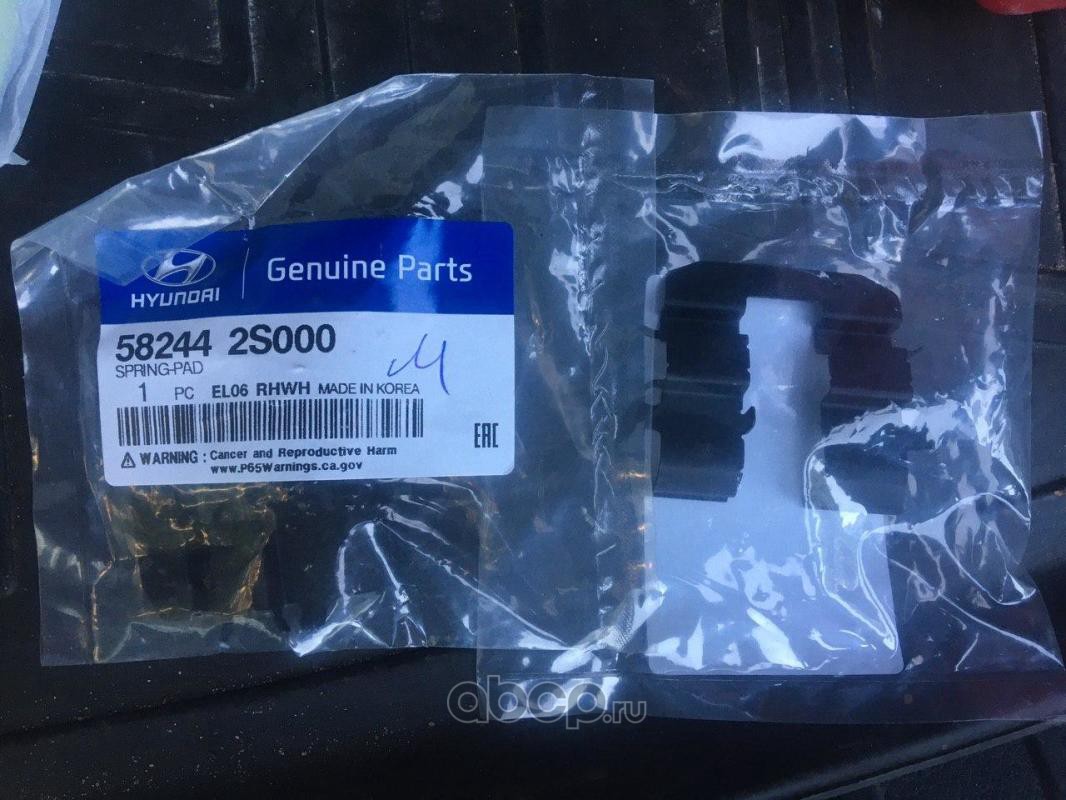 HYUNDAI
Genuine Parts
58244 2S000
SPRING-PAD
1 PC EL06 RHWH MADE IN KOREA
EAC
⚠ WARNING : Cancer and Reproductive Harm
www.P65Warnings.ca.gov
abcp.ru